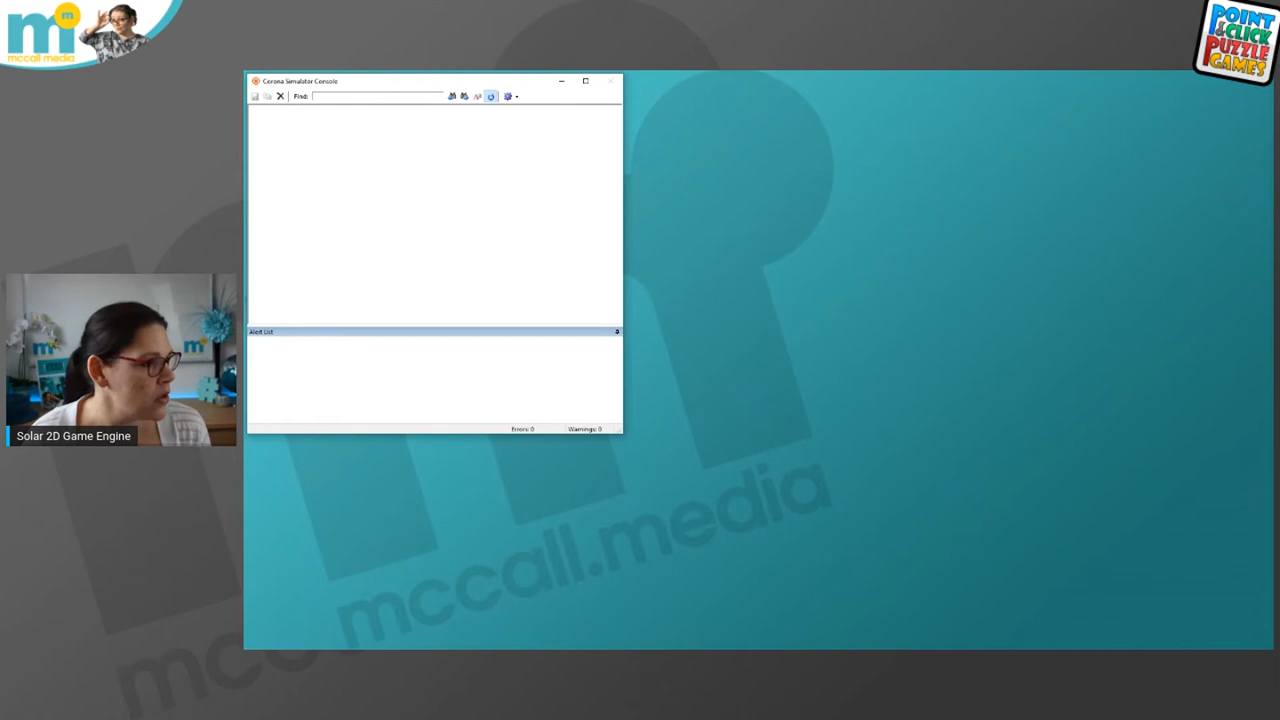 m
m
mccall media
POINT
&CLICK
PUZZLE
GAMES
Corona Simulator Console
Find:
Alert List
Errors: 0
Warnings: 0
Solar 2D Game Engine
mccall.media